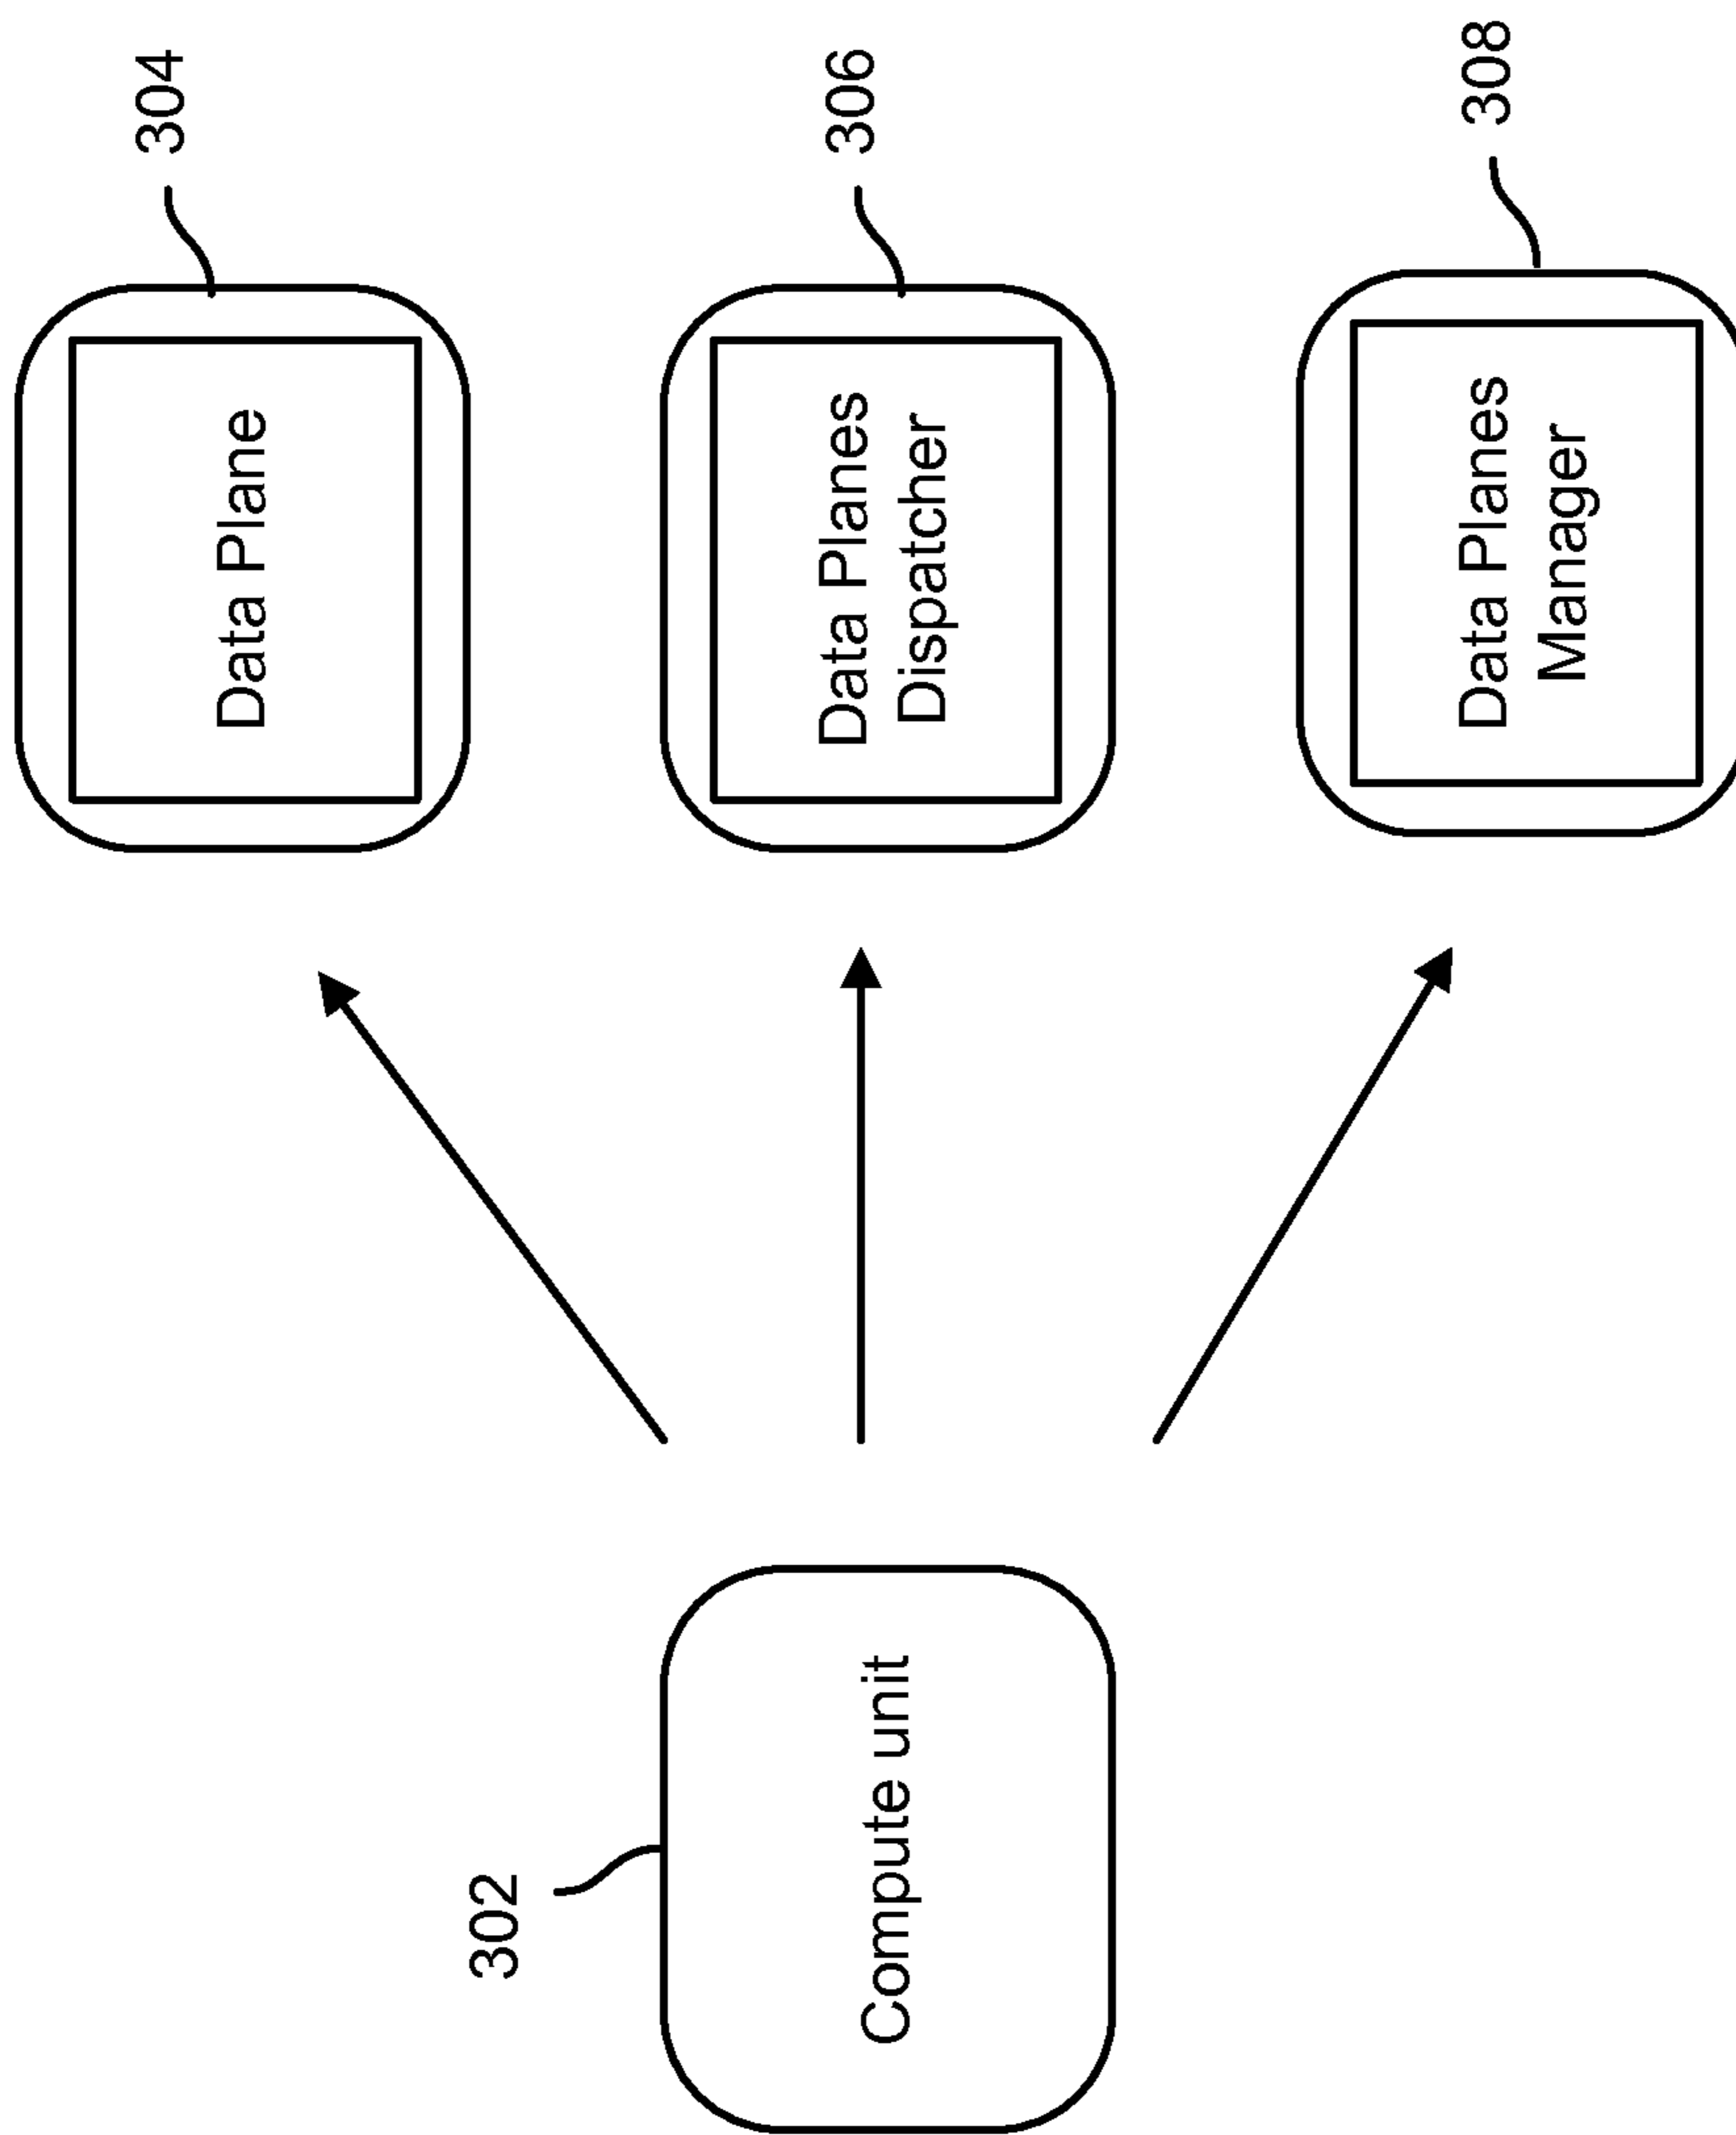 302
Compute unit
304
Data Plane
306
Data Planes
Dispatcher
308
Data Planes
Manager